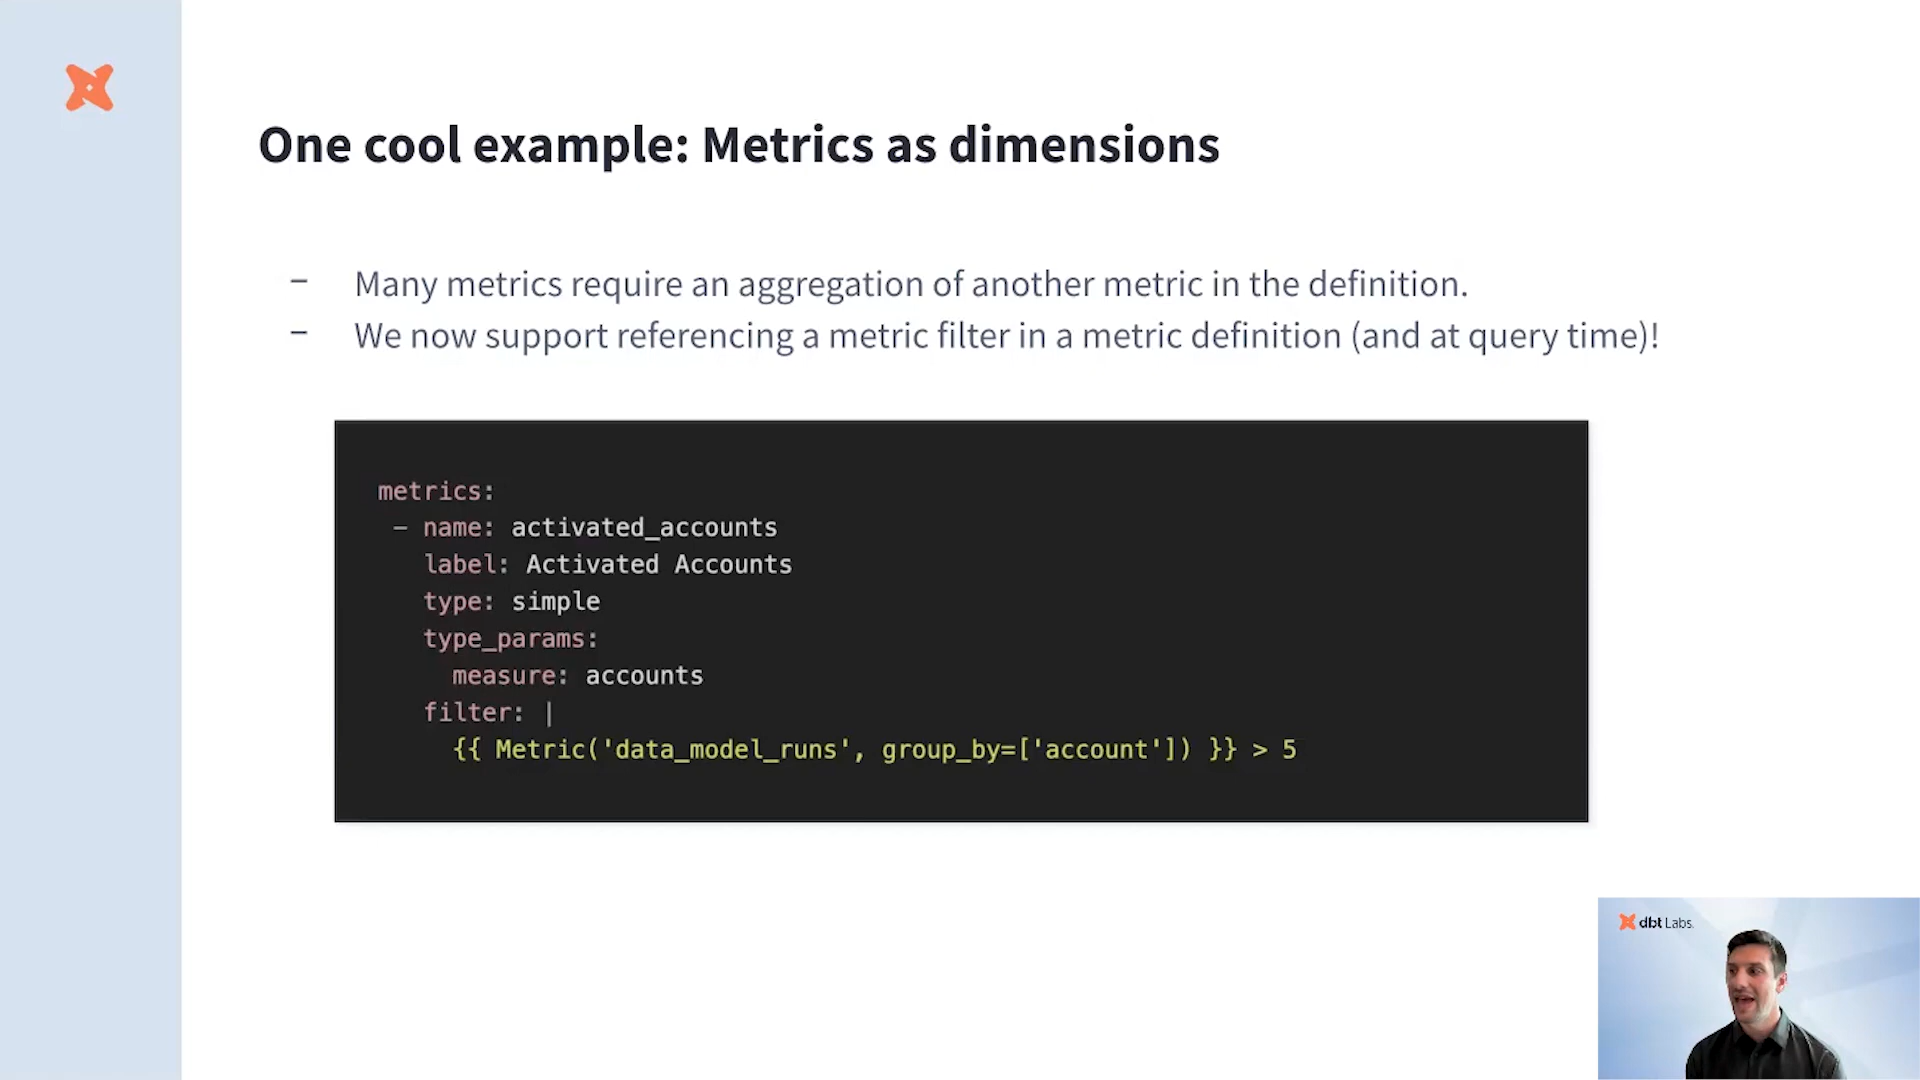 One cool example: Metrics as dimensions
– Many metrics require an aggregation of another metric in the definition.
– We now support referencing a metric filter in a metric definition (and at query time)!
metrics:
 – name: activated_accounts
   label: Activated Accounts
   type: simple
   type_params:
     measure: accounts
   filter: |
     {{ Metric('data_model_runs', group_by=['account']) }} > 5
dbt Labs.